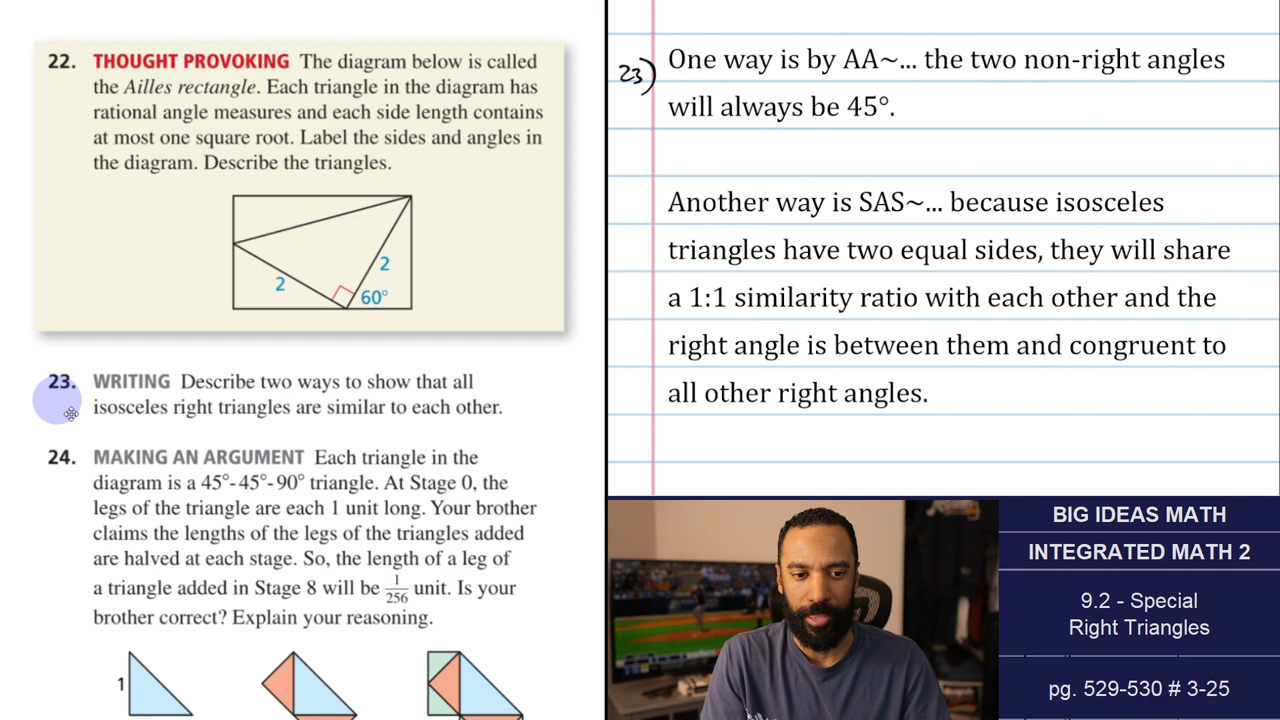 22. THOUGHT PROVOKING The diagram below is called
the Ailles rectangle. Each triangle in the diagram has
rational angle measures and each side length contains
at most one square root. Label the sides and angles in
the diagram. Describe the triangles.
2
2
60°
23. WRITING Describe two ways to show that all
isosceles right triangles are similar to each other.
24. MAKING AN ARGUMENT Each triangle in the
diagram is a 45°-45°-90° triangle. At Stage 0, the
legs of the triangle are each 1 unit long. Your brother
claims the lengths of the legs of the triangles added
are halved at each stage. So, the length of a leg of
a triangle added in Stage 8 will be 1/256 unit. Is your
brother correct? Explain your reasoning.
1
23)
One way is by AA~... the two non-right angles
will always be 45°.
Another way is SAS~... because isosceles
triangles have two equal sides, they will share
a 1:1 similarity ratio with each other and the
right angle is between them and congruent to
all other right angles.
BIG IDEAS MATH
INTEGRATED MATH 2
9.2 - Special
Right Triangles
pg. 529-530 # 3-25